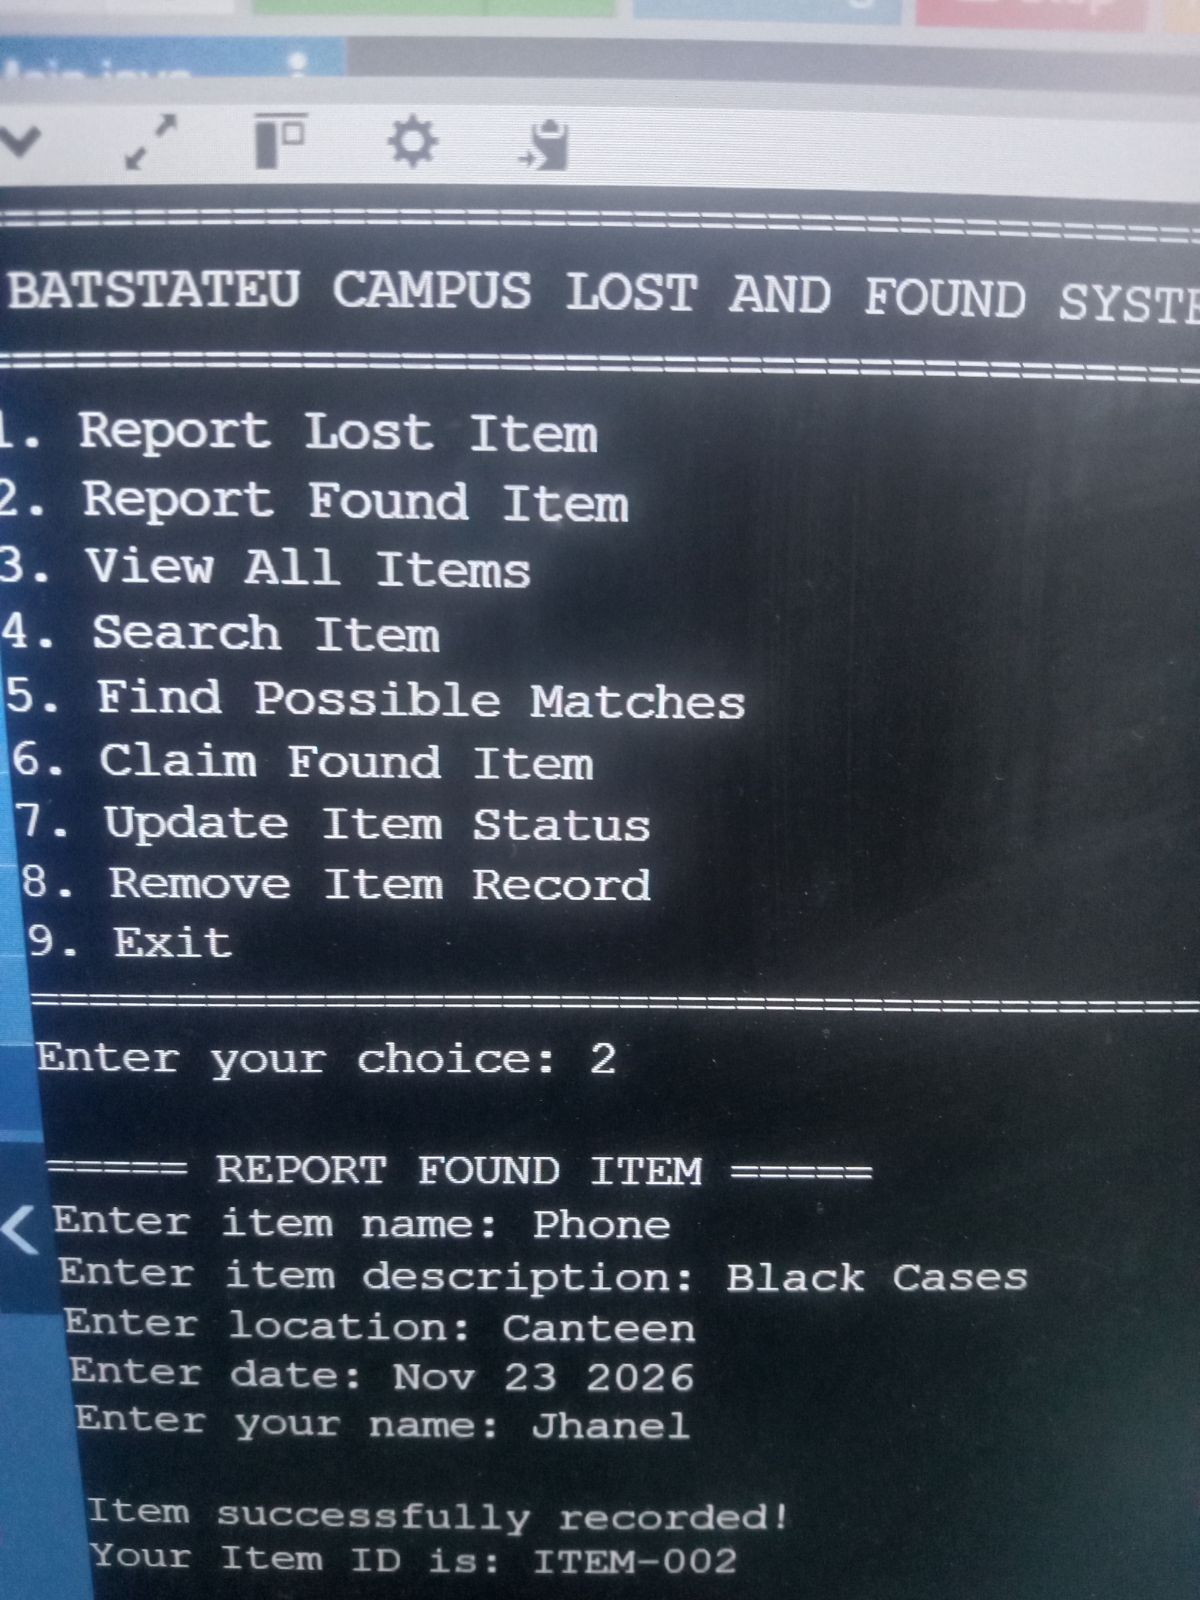 ==================================================
BATSTATEU CAMPUS LOST AND FOUND
==================================================
1. Report Lost Item
2. Report Found Item
3. View All Items
4. Search Item
5. Find Possible Matches
6. Claim Found Item
7. Update Item Status
8. Remove Item Record
9. Exit
==================================================
Enter your choice: 2
===== REPORT FOUND ITEM =====
Enter item name: Phone
Enter item description: Black Cases
Enter location: Canteen
Enter date: Nov 23 2026
Enter your name: Jhanel
Item successfully recorded!
Your Item ID is: ITEM-002